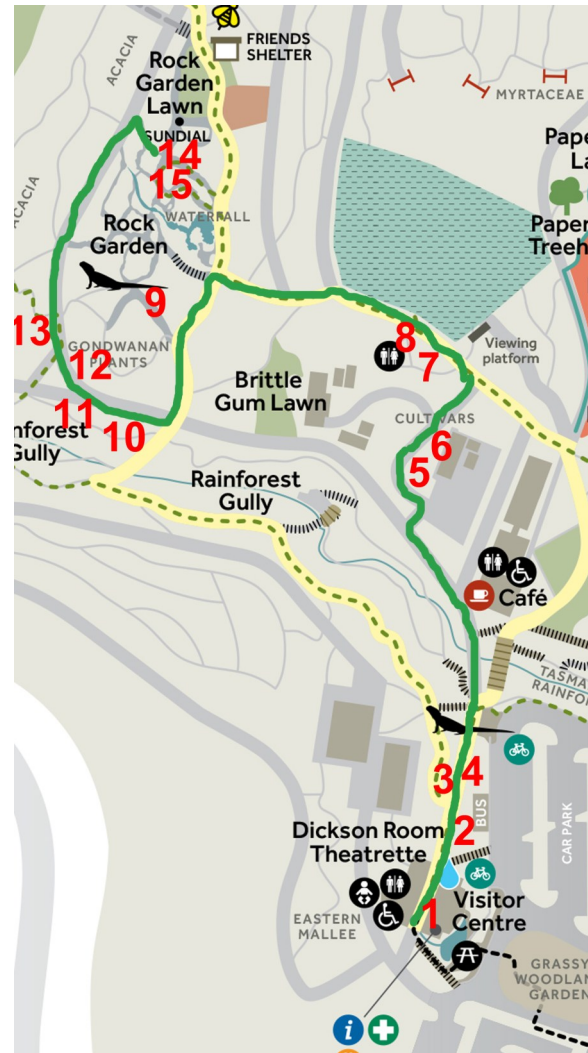 FRIENDS
SHELTER
ACACIA
Rock
Garden
Lawn
SUNDIAL
MYRTACEAE
14
15
ACACIA
WATERFALL
Rock
Garden
Pape
La
Paper
Treeh
9
13
GONDWANAN
PLANTS
12
8
7
Viewing
platform
Brittle
Gum Lawn
11
10
nforest
Gully
CULTIVARS
6
5
Rainforest
Gully
Café
TASMA
RAINFO
3
4
BUS
CAR PARK
2
Dickson Room
Theatrette
1
Visitor
Centre
EASTERN
MALLEE
GRASSY
WOODLAN
GARDEN
i